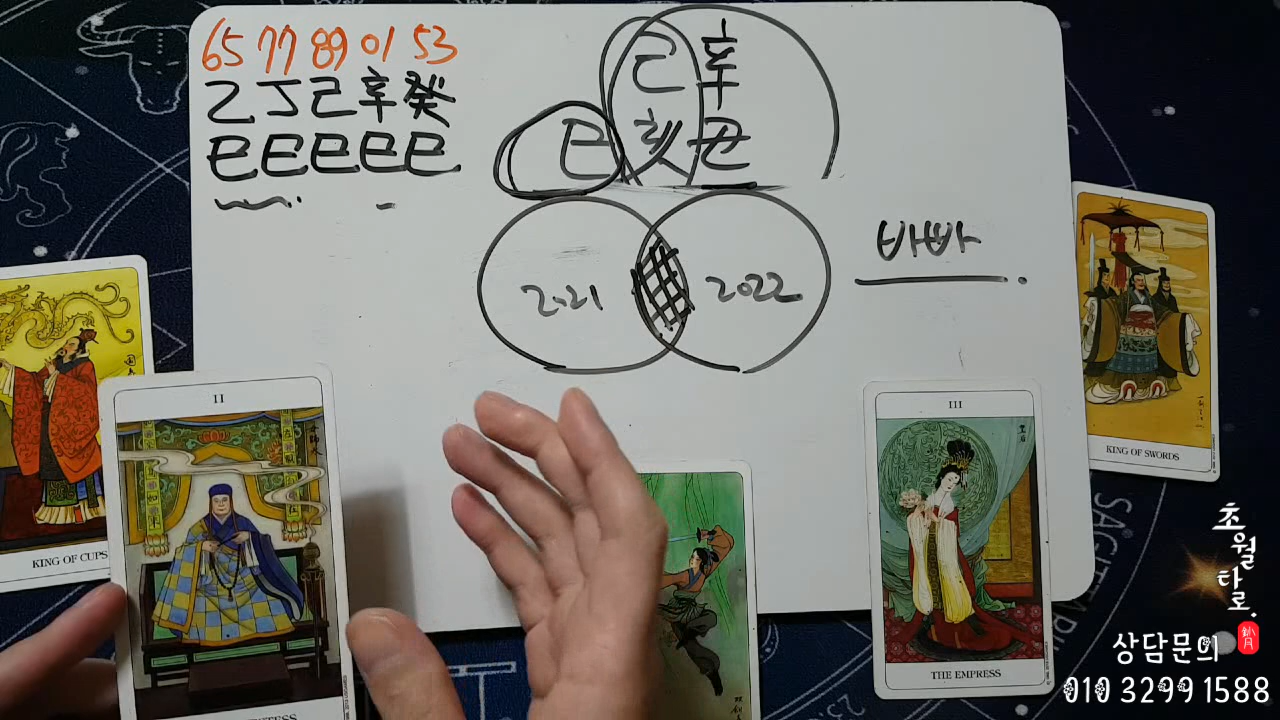 65 77 89 01 53
乙丁己辛癸
巳巳巳巳巳
己辛
巳亥丑
2021
2022
바빠
KING OF CUPS
II
III
THE EMPRESS
KING OF SWORDS
SAGITTA
초월
타로.
상담문의
010 3299 1588